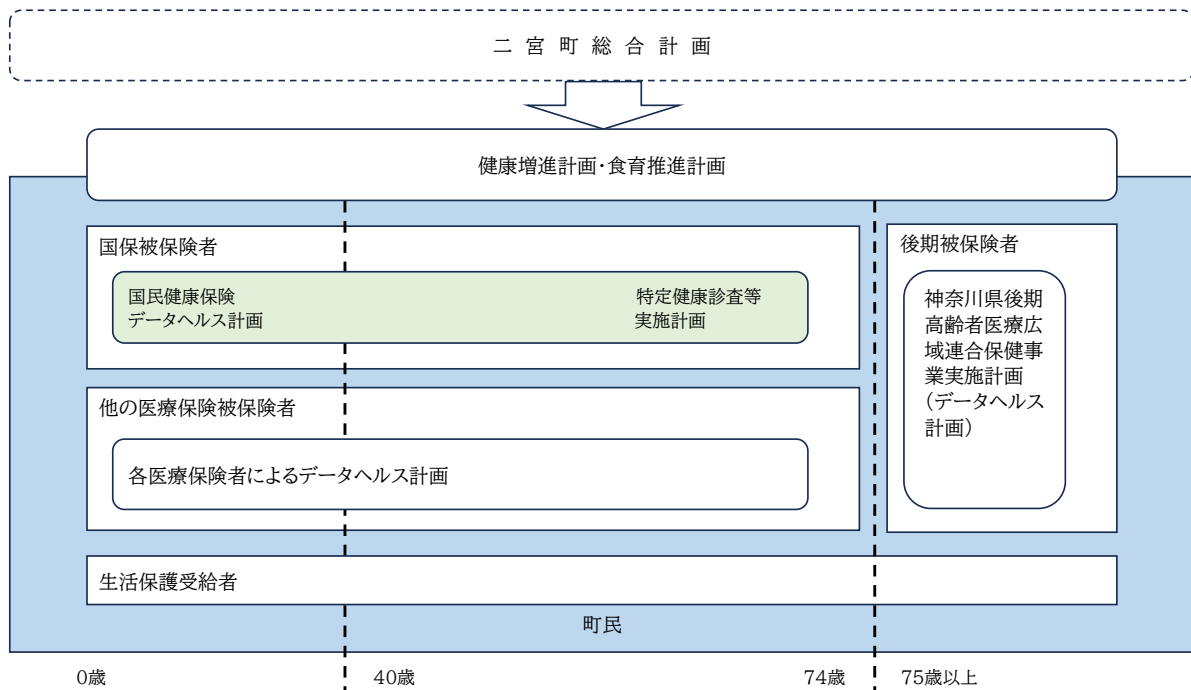 二宮町総合計画
健康増進計画・食育推進計画
国保被保険者
国民健康保険
データヘルス計画
特定健康診査等
実施計画
後期被保険者
神奈川県後期
高齢者医療広
域連合保健事
業実施計画
(データヘルス
計画)
他の医療保険被保険者
各医療保険者によるデータヘルス計画
生活保護受給者
町民
0歳
40歳
74歳
75歳以上